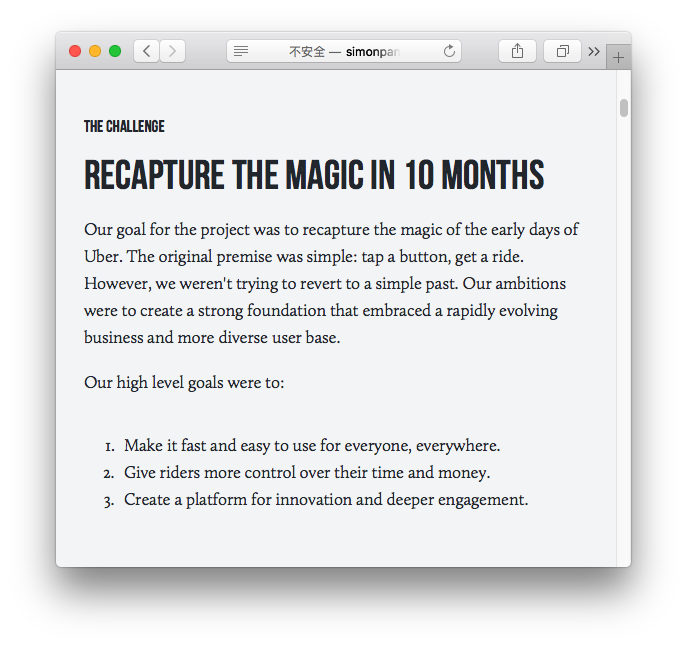 不安全 — simonpan
THE CHALLENGE
RECAPTURE THE MAGIC IN 10 MONTHS
Our goal for the project was to recapture the magic of the early days of
Uber. The original premise was simple: tap a button, get a ride.
However, we weren't trying to revert to a simple past. Our ambitions
were to create a strong foundation that embraced a rapidly evolving
business and more diverse user base.
Our high level goals were to:
1. Make it fast and easy to use for everyone, everywhere.
2. Give riders more control over their time and money.
3. Create a platform for innovation and deeper engagement.